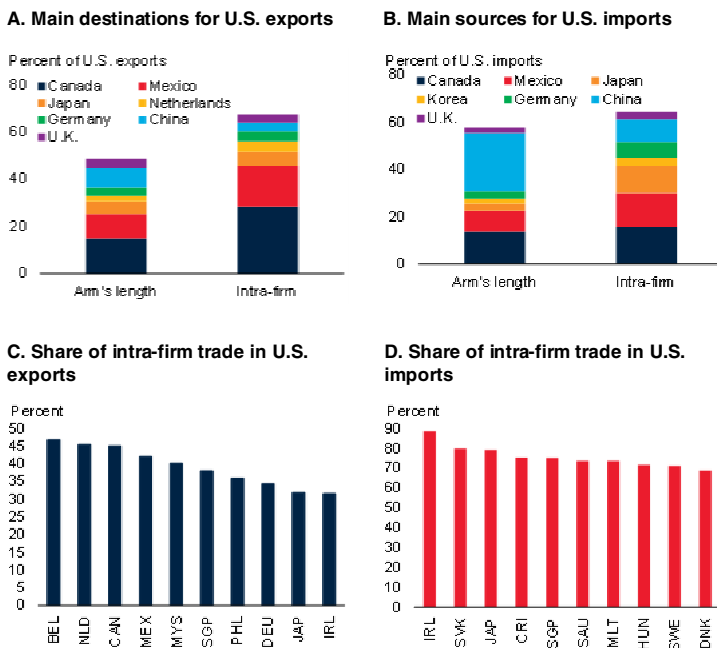 A. Main destinations for U.S. exports
Percent of U.S. exports
80
60
40
20
0
Canada Mexico
Japan Netherlands
Germany China
U.K.
Arm's length Intra-firm
B. Main sources for U.S. imports
Percent of U.S. imports
80
60
40
20
0
Canada Mexico Japan
Korea Germany China
U.K.
Arm's length Intra-firm
C. Share of intra-firm trade in U.S.
exports
Percent
50
45
40
35
30
25
20
15
10
5
0
BEL NLD CAN MEX MYS SGP PHL DEU JAP IRL
D. Share of intra-firm trade in U.S.
imports
Percent
90
80
70
60
50
40
30
20
10
0
IRL SVK JAP CRI SGP SAU MLT HUN SWE DNK